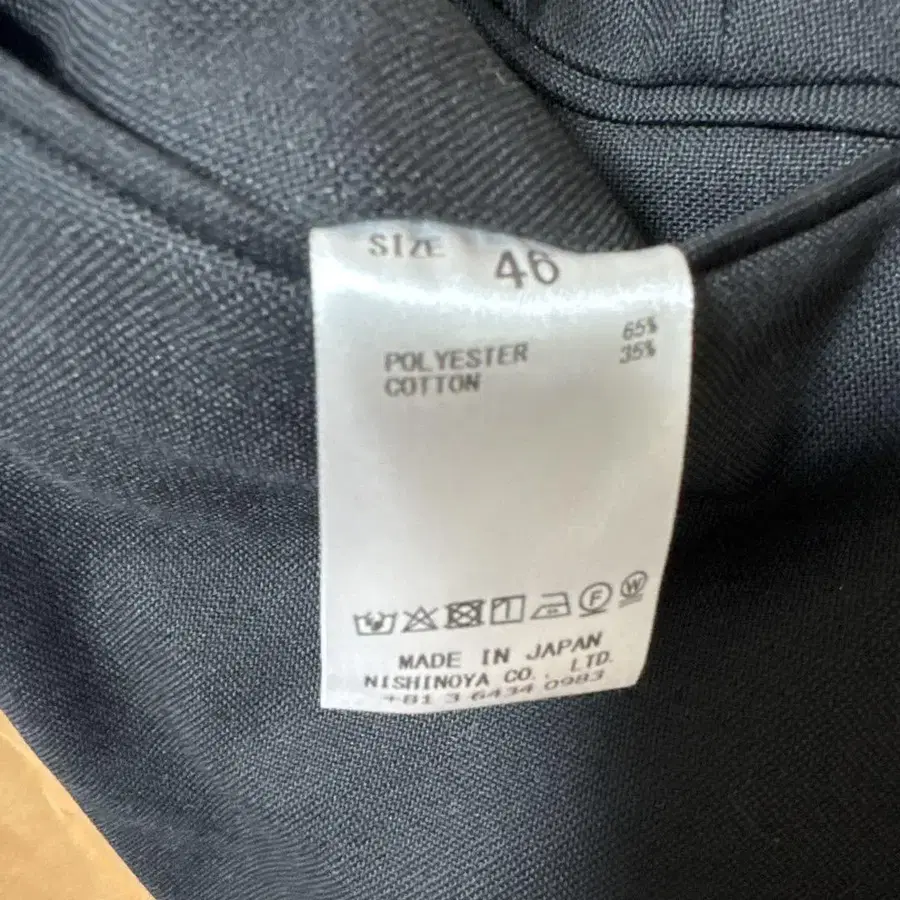 SIZE 46
POLYESTER 65%
COTTON 35%
F W
MADE IN JAPAN
NISHINOYA CO., LTD.
+81 3 6434 0983